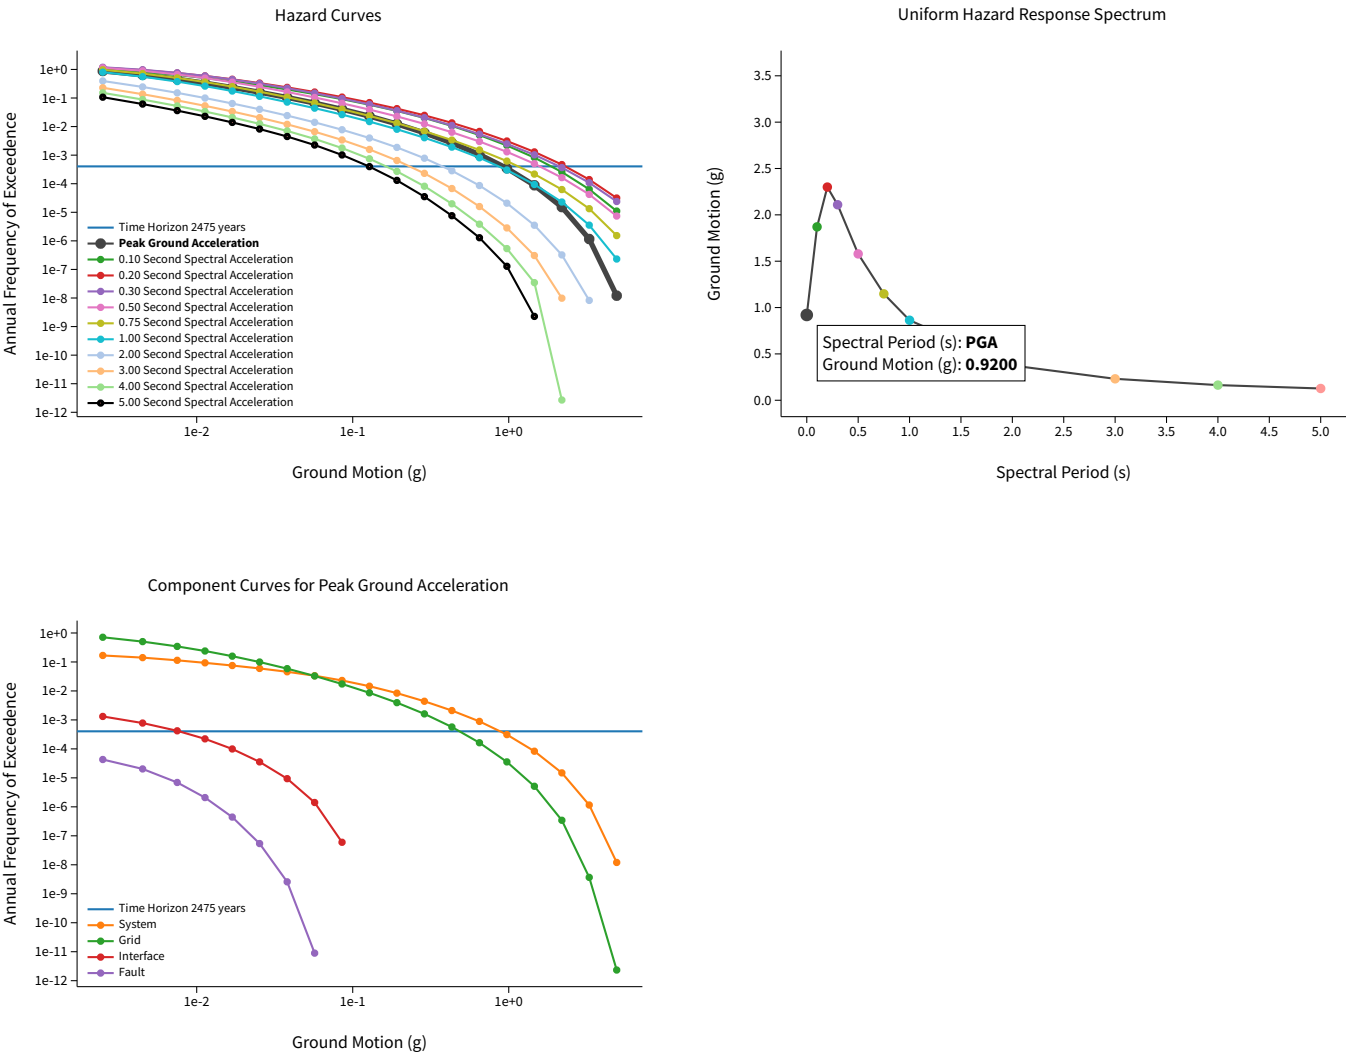 Hazard Curves
Annual Frequency of Exceedence
1e+0
1e-1
1e-2
1e-3
1e-4
1e-5
1e-6
1e-7
1e-8
1e-9
1e-10
1e-11
1e-12
Time Horizon 2475 years
Peak Ground Acceleration
0.10 Second Spectral Acceleration
0.20 Second Spectral Acceleration
0.30 Second Spectral Acceleration
0.50 Second Spectral Acceleration
0.75 Second Spectral Acceleration
1.00 Second Spectral Acceleration
2.00 Second Spectral Acceleration
3.00 Second Spectral Acceleration
4.00 Second Spectral Acceleration
5.00 Second Spectral Acceleration
1e-2 1e-1 1e+0
Ground Motion (g)
Uniform Hazard Response Spectrum
Ground Motion (g)
3.5
3.0
2.5
2.0
1.5
1.0
0.5
0.0
Spectral Period (s): PGA
Ground Motion (g): 0.9200
0.0 0.5 1.0 1.5 2.0 2.5 3.0 3.5 4.0 4.5 5.0
Spectral Period (s)
Component Curves for Peak Ground Acceleration
Annual Frequency of Exceedence
1e+0
1e-1
1e-2
1e-3
1e-4
1e-5
1e-6
1e-7
1e-8
1e-9
1e-10
1e-11
1e-12
Time Horizon 2475 years
System
Grid
Interface
Fault
1e-2 1e-1 1e+0
Ground Motion (g)